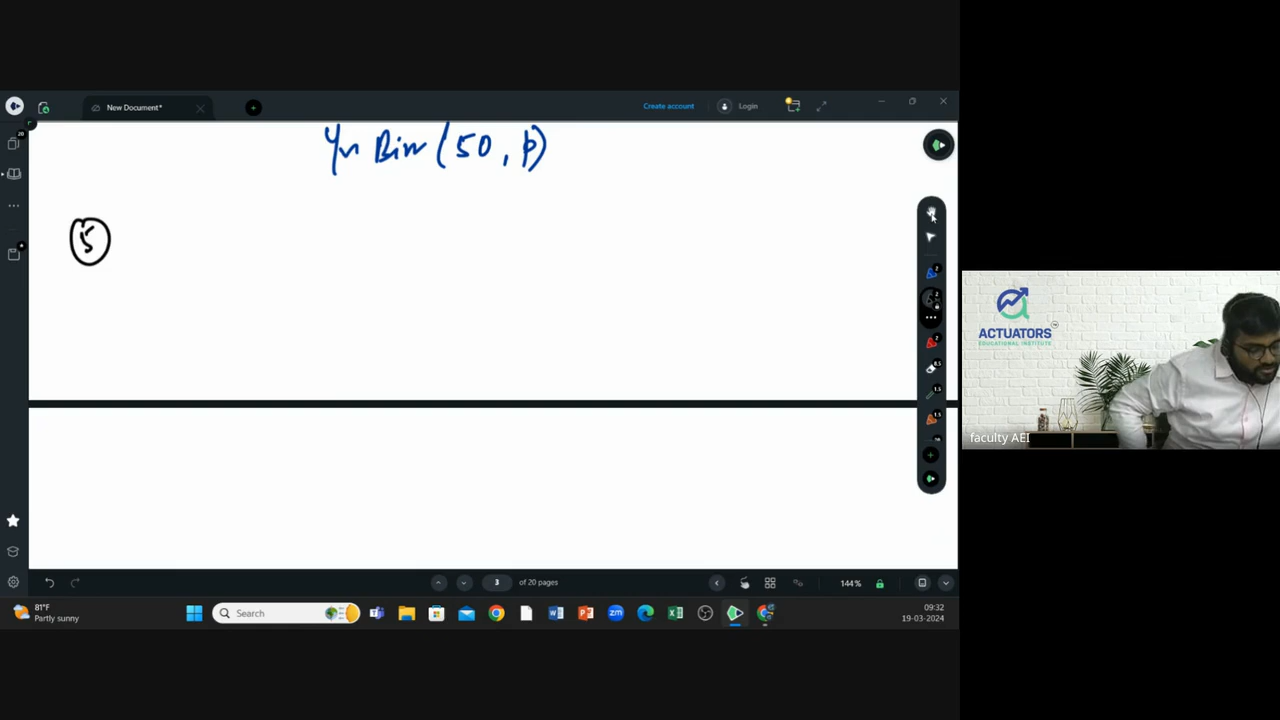 New Document*
Create account
Login
Y~ Bin (50, p)
5
ACTUATORS
EDUCATIONAL INSTITUTE
faculty AEI
3 of 20 pages
144%
81°F
Partly sunny
Search
09:32
19-03-2024